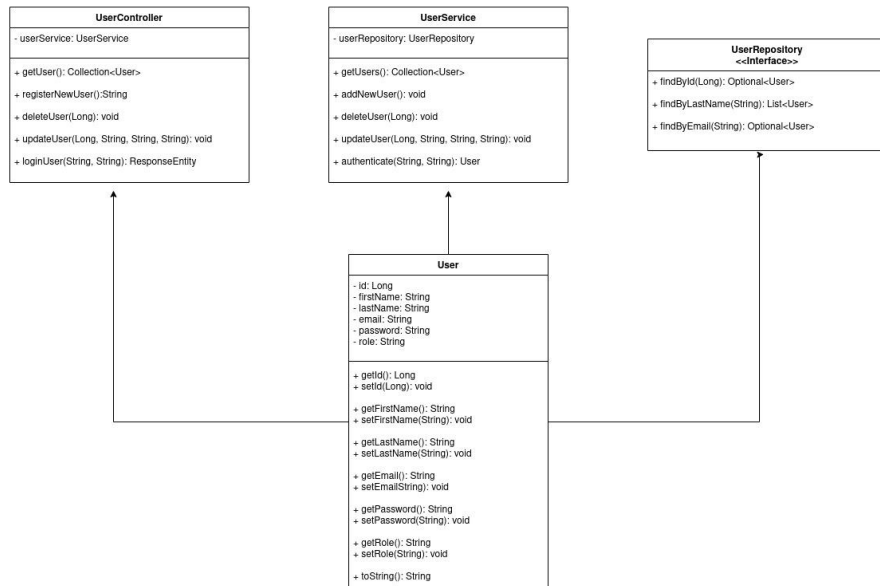 UserController
- userService: UserService
+ getUser(): Collection<User>
+ registerNewUser():String
+ deleteUser(Long): void
+ updateUser(Long, String, String, String): void
+ loginUser(String, String): ResponseEntity
UserService
- userRepository: UserRepository
+ getUsers(): Collection<User>
+ addNewUser(): void
+ deleteUser(Long): void
+ updateUser(Long, String, String, String): void
+ authenticate(String, String): User
UserRepository
<<Interface>>
+ findById(Long): Optional<User>
+ findByLastName(String): List<User>
+ findByEmail(String): Optional<User>
User
- id: Long
- firstName: String
- lastName: String
- email: String
- password: String
- role: String
+ getId(): Long
+ setId(Long): void
+ getFirstName(): String
+ setFirstName(String): void
+ getLastName(): String
+ setLastName(String): void
+ getEmail(): String
+ setEmailString): void
+ getPassword(): String
+ setPassword(String): void
+ getRole(): String
+ setRole(String): void
+ toString(): String